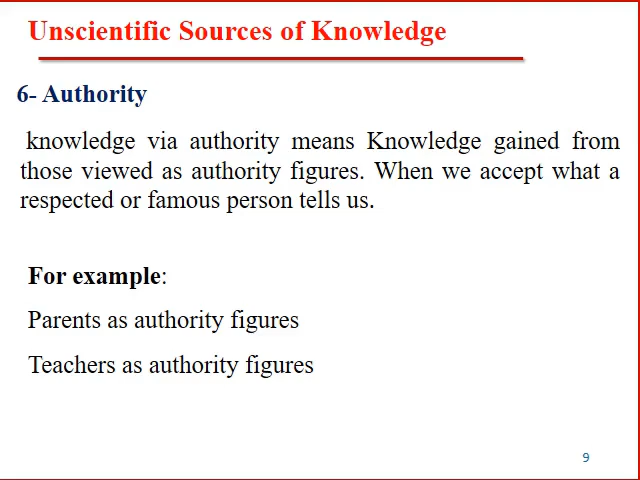 Unscientific Sources of Knowledge
6- Authority
knowledge via authority means Knowledge gained from
those viewed as authority figures. When we accept what a
respected or famous person tells us.
For example:
Parents as authority figures
Teachers as authority figures
9